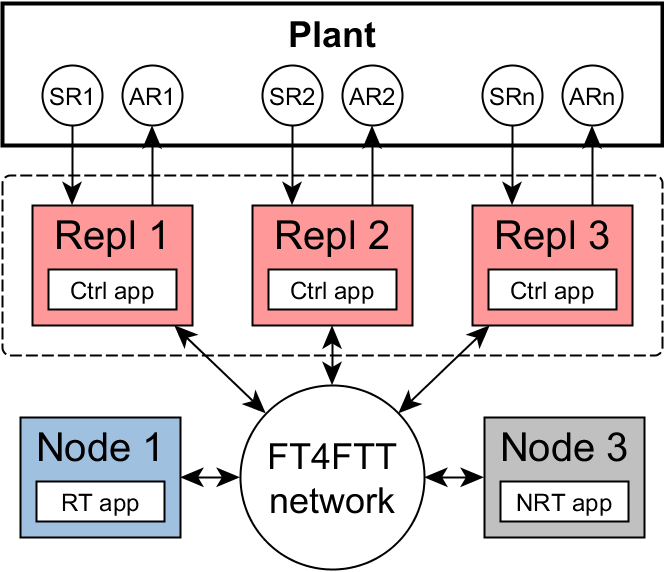 Plant
SR1 AR1 SR2 AR2 SRn ARn
Repl 1 Repl 2 Repl 3
Ctrl app Ctrl app Ctrl app
Node 1 FT4FTT Node 3
RT app network NRT app